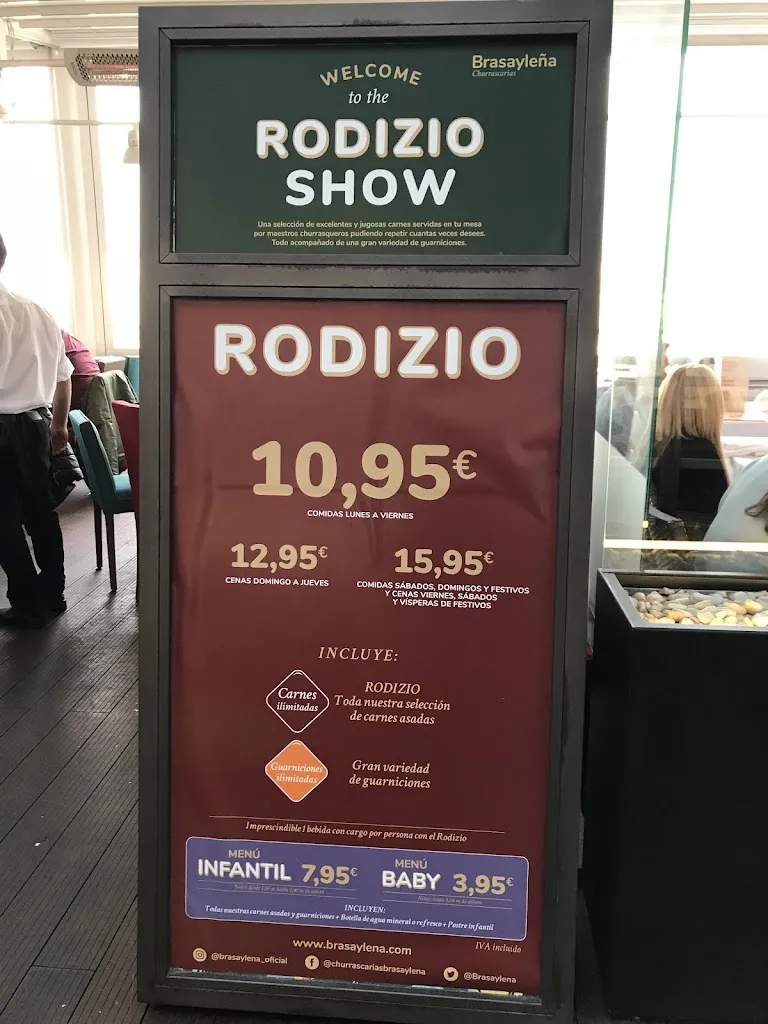 WELCOME
to the
Brasayleña
Churrascarias
RODIZIO
SHOW
Una selección de excelentes y jugosas carnes servidas en tu mesa
por maestros churrasqueros pudiendo repetir cuantas veces desees.
Todo acompañado de una gran variedad de guarniciones.
RODIZIO
10,95€
COMIDAS LUNES A VIERNES
12,95€
CENAS DOMINGO A JUEVES
15,95€
COMIDAS SÁBADOS, DOMINGOS Y FESTIVOS
Y CENAS VIERNES, SÁBADOS
Y VÍSPERAS DE FESTIVOS
INCLUYE:
Carnes
ilimitadas
RODIZIO
Toda nuestra selección
de carnes asadas
Guarniciones
ilimitadas
Gran variedad
de guarniciones
Imprescindible 1 bebida con cargo por persona con el Rodizio
MENÚ
INFANTIL 7,95€
MENÚ
BABY 3,95€
INCLUYEN:
Todas nuestras carnes asadas y guarniciones + Botella de agua mineral o refresco + Postre infantil
www.brasaylena.com
IVA incluido
@brasaylena_oficial
@churrascariasbrasaylena
@Brasaylena